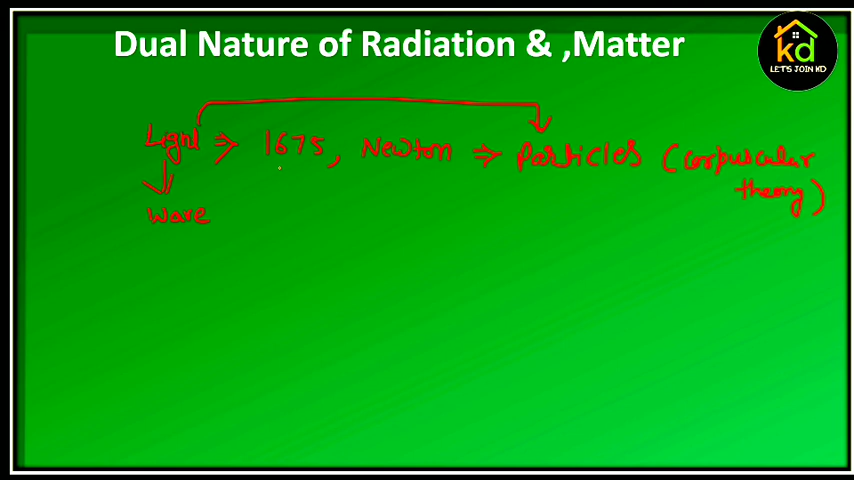 Dual Nature of Radiation & ,Matter
kd
LET'S JOIN KD
Light ⇒ 1675, Newton ⇒ Particles (corpuscular
theory)
wave